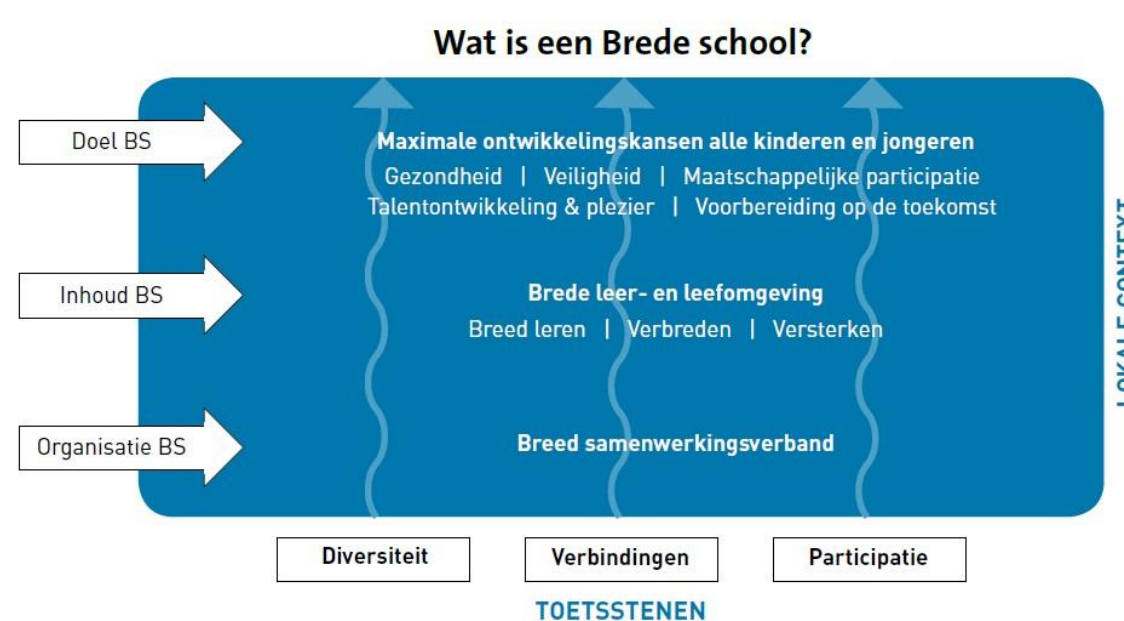 Wat is een Brede school?
Doel BS
Maximale ontwikkelingskansen alle kinderen en jongeren
Gezondheid | Veiligheid | Maatschappelijke participatie
Talentontwikkeling & plezier | Voorbereiding op de toekomst
Inhoud BS
Brede leer- en leefomgeving
Breed leren | Verbreden | Versterken
Organisatie BS
Breed samenwerkingsverband
LOKALE CONTEXT
Diversiteit
Verbindingen
Participatie
TOETSSTENEN